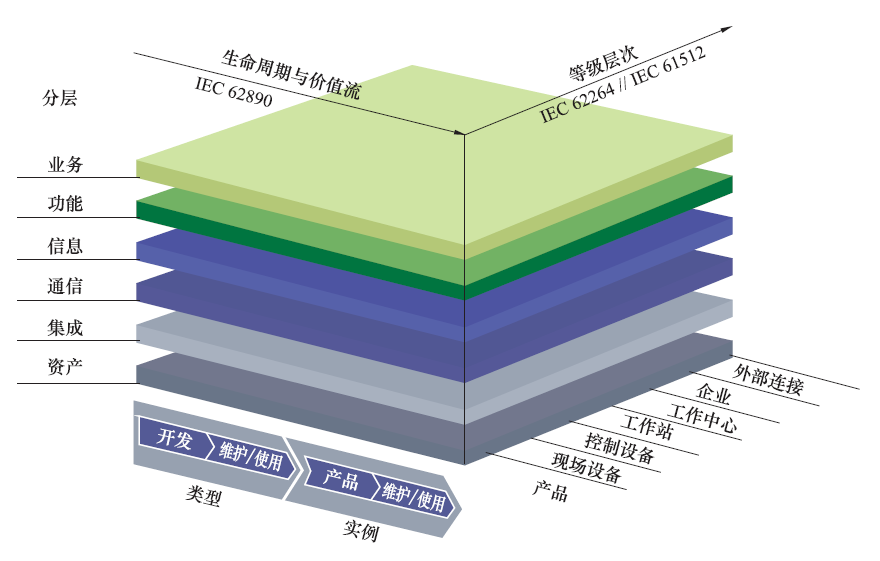 生命周期与价值流
IEC 62890
等级层次
IEC 62264 // IEC 61512
分层
业务
功能
信息
通信
集成
资产
外部连接
企业
工作中心
工作站
控制设备
现场设备
产品
开发
维护/使用
产品
维护/使用
类型
实例